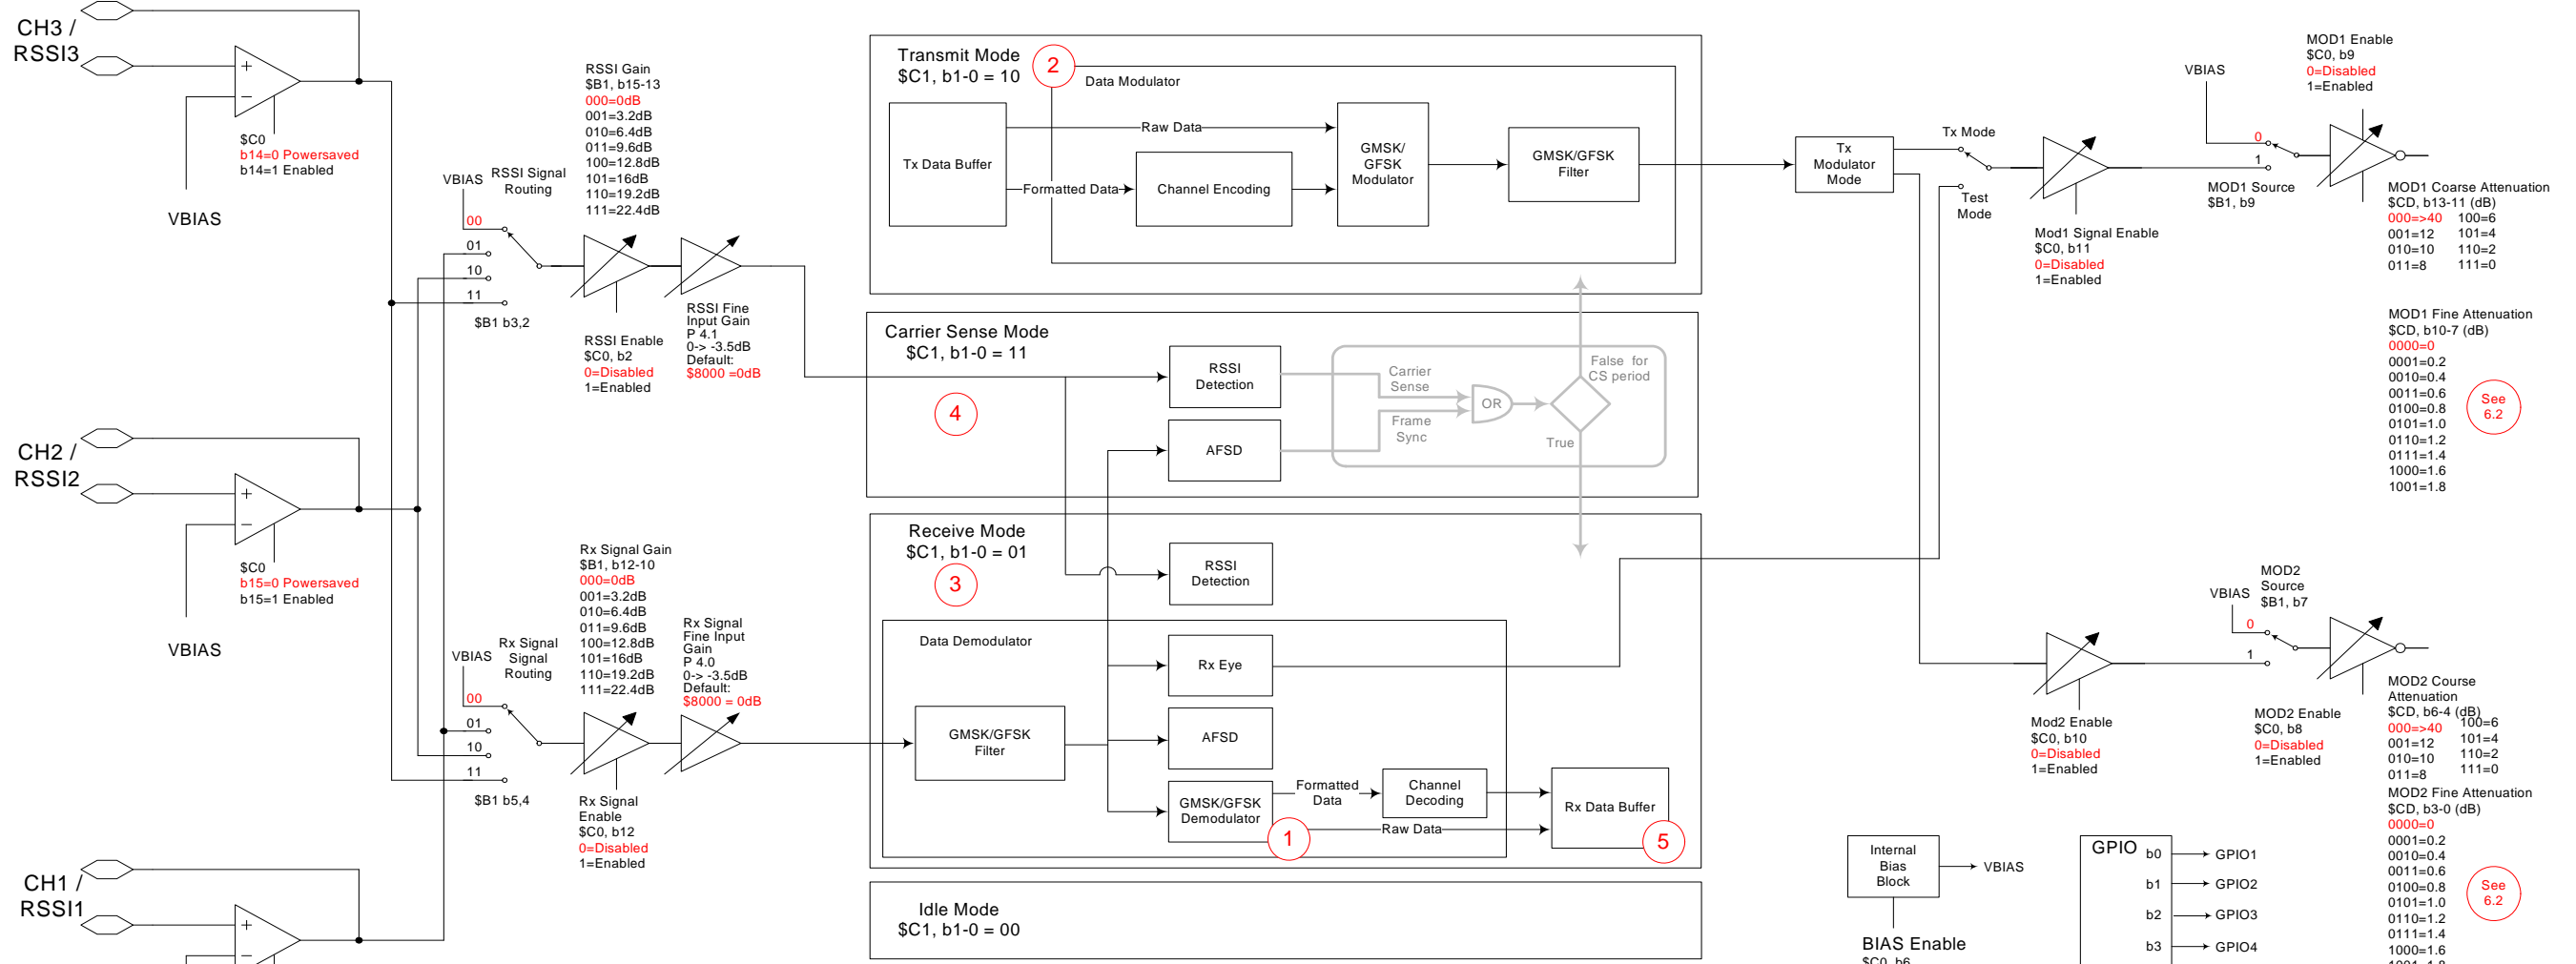 CH3 /
RSSI3
+
−
$C0
b14=0 Powersaved
b14=1 Enabled
VBIAS
RSSI Gain
$B1, b15-13
000=0dB
001=3.2dB
010=6.4dB
011=9.6dB
100=12.8dB
101=16dB
110=19.2dB
111=22.4dB
VBIAS
RSSI Signal
Routing
00
01
10
11
$B1 b3,2
RSSI Enable
$C0, b2
0=Disabled
1=Enabled
RSSI Fine
Input Gain
P 4.1
0-> -3.5dB
Default:
$8000 =0dB
CH2 /
RSSI2
+
−
$C0
b15=0 Powersaved
b15=1 Enabled
VBIAS
Rx Signal Gain
$B1, b12-10
000=0dB
001=3.2dB
010=6.4dB
011=9.6dB
100=12.8dB
101=16dB
110=19.2dB
111=22.4dB
VBIAS
Rx Signal
Signal
Routing
00
01
10
11
$B1 b5,4
Rx Signal
Fine Input
Gain
P 4.0
0-> -3.5dB
Default:
$8000 = 0dB
Rx Signal
Enable
$C0, b12
0=Disabled
1=Enabled
CH1 /
RSSI1
+
−
Transmit Mode
$C1, b1-0 = 10
2
Data Modulator
Tx Data Buffer
Raw Data
Formatted Data
Channel Encoding
GMSK/
GFSK
Modulator
GMSK/GFSK
Filter
Carrier Sense Mode
$C1, b1-0 = 11
4
RSSI
Detection
AFSD
Carrier
Sense
Frame
Sync
OR
False for
CS period
True
Receive Mode
$C1, b1-0 = 01
3
RSSI
Detection
Data Demodulator
GMSK/GFSK
Filter
Rx Eye
AFSD
GMSK/GFSK
Demodulator
1
Formatted
Data
Raw Data
Channel
Decoding
Rx Data Buffer
5
Idle Mode
$C1, b1-0 = 00
Tx
Modulator
Mode
Tx Mode
Test
Mode
Mod1 Signal Enable
$C0, b11
0=Disabled
1=Enabled
VBIAS
0
1
MOD1 Source
$B1, b9
MOD1 Enable
$C0, b9
0=Disabled
1=Enabled
MOD1 Coarse Attenuation
$CD, b13-11 (dB)
000=>40 100=6
001=12 101=4
010=10 110=2
011=8 111=0
MOD1 Fine Attenuation
$CD, b10-7 (dB)
0000=0
0001=0.2
0010=0.4
0011=0.6
0100=0.8
0101=1.0
0110=1.2
0111=1.4
1000=1.6
1001=1.8
See
6.2
Mod2 Enable
$C0, b10
0=Disabled
1=Enabled
VBIAS
MOD2
Source
$B1, b7
0
1
MOD2 Enable
$C0, b8
0=Disabled
1=Enabled
MOD2 Course
Attenuation
$CD, b6-4 (dB)
000=>40 100=6
001=12 101=4
010=10 110=2
011=8 111=0
MOD2 Fine Attenuation
$CD, b3-0 (dB)
0000=0
0001=0.2
0010=0.4
0011=0.6
0100=0.8
0101=1.0
0110=1.2
0111=1.4
1000=1.6
See
6.2
Internal
Bias
Block
VBIAS
BIAS Enable
$C0, b6
GPIO
b0
GPIO1
b1
GPIO2
b2
GPIO3
b3
GPIO4